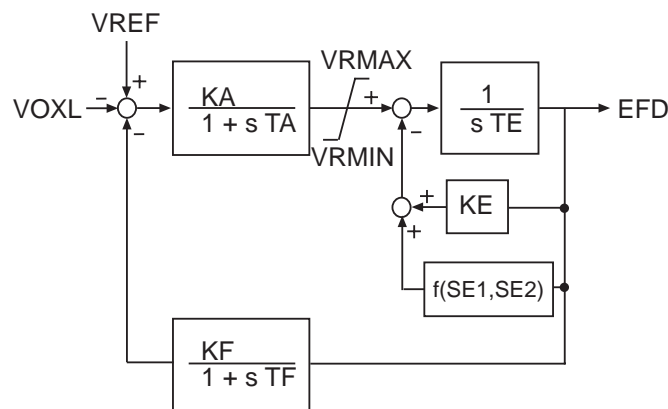 VREF
VRMAX
− + 
VOXL
KA
1 + s TA
+
1
s TE
EFD
−
−
VRMIN
+
KE
+
f(SE1,SE2)
KF
1 + s TF